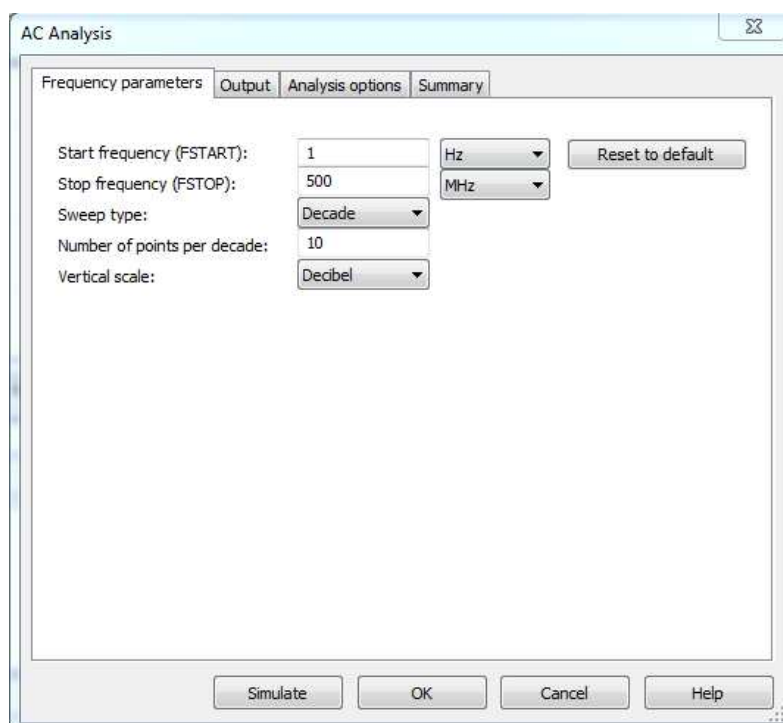 AC Analysis
Frequency parameters Output Analysis options Summary
Start frequency (FSTART): 1 Hz Reset to default
Stop frequency (FSTOP): 500 MHz
Sweep type: Decade
Number of points per decade: 10
Vertical scale: Decibel
Simulate OK Cancel Help